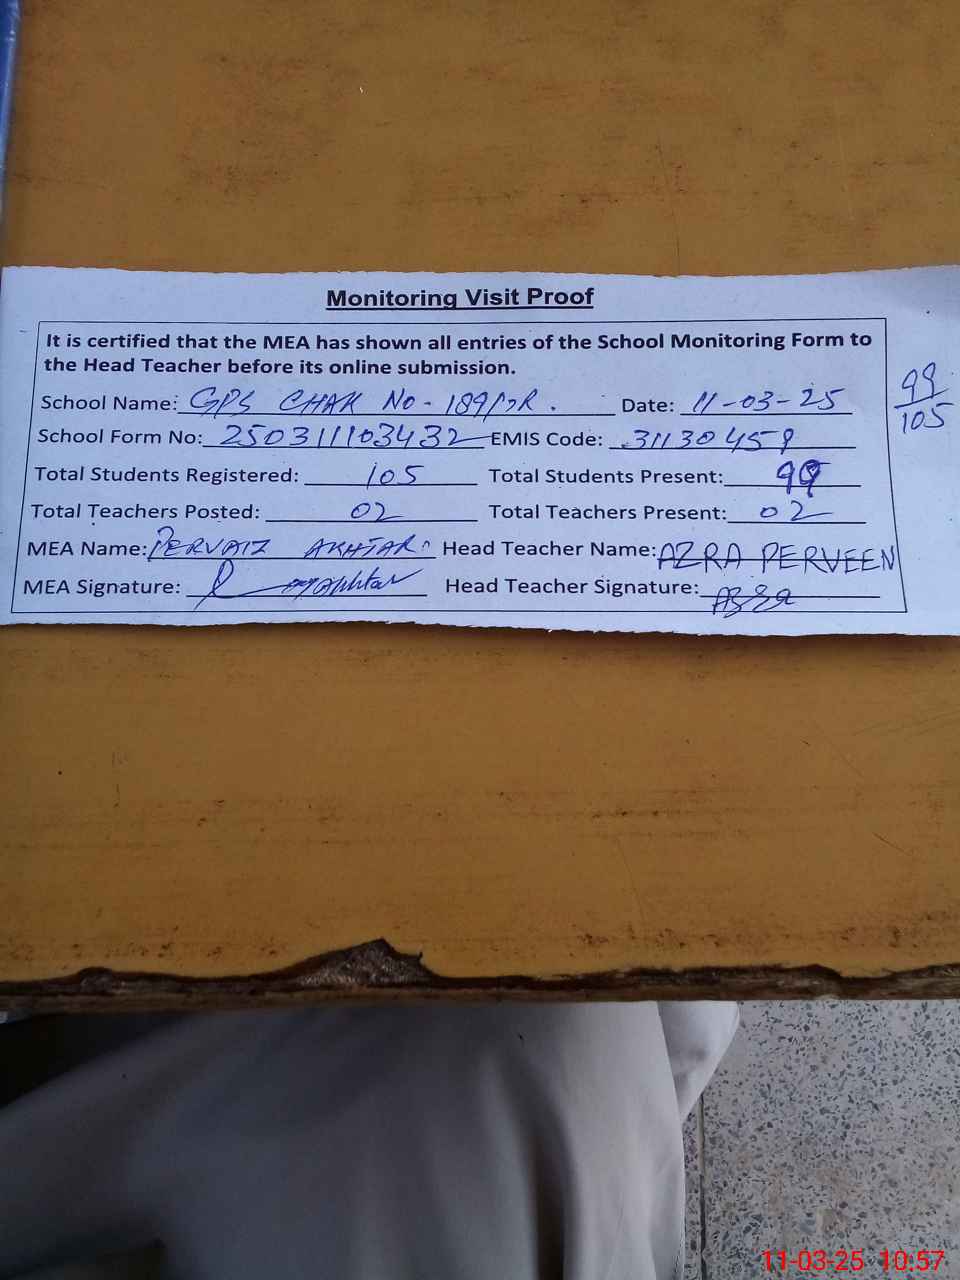 Monitoring Visit Proof
It is certified that the MEA has shown all entries of the School Monitoring Form to
the Head Teacher before its online submission.
School Name: GPS CHAK No - 189/7R. Date: 11-03-25
School Form No: 2503111103432 EMIS Code: 31130459
Total Students Registered: 105 Total Students Present: 99
Total Teachers Posted: 02 Total Teachers Present: 02
MEA Name: PERVAIZ AKHTAR Head Teacher Name: AZRA PERVEEN
MEA Signature: Head Teacher Signature: Azra
99
105
11-03-25 10:57